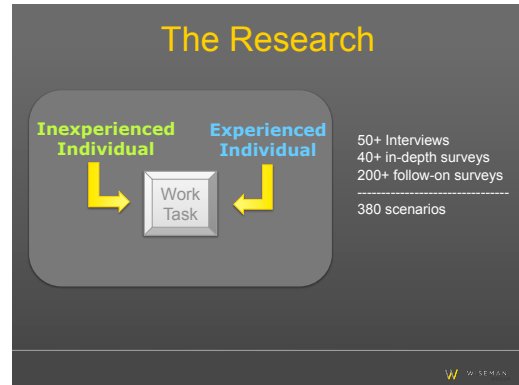 The Research
Inexperienced
Individual
Experienced
Individual
Work
Task
50+ Interviews
40+ in-depth surveys
200+ follow-on surveys
-------------------------------
380 scenarios
W WISEMAN